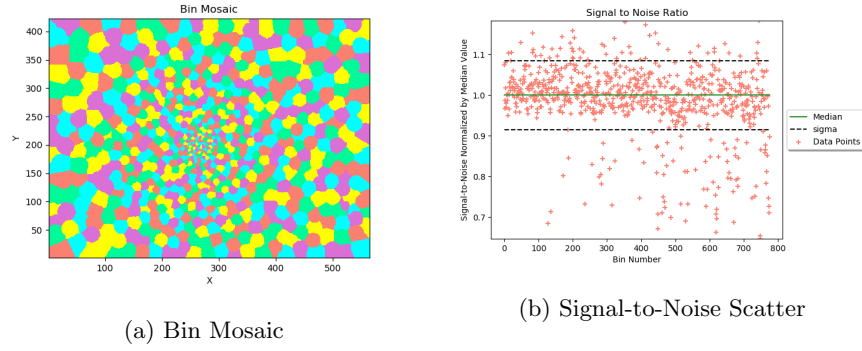 Bin Mosaic
400
350
300
250
200
150
100
50
Y
100
200
300
400
500
X
(a) Bin Mosaic
Signal to Noise Ratio
1.1
1.0
0.9
0.8
0.7
Signal-to-Noise Normalized by Median Value
0
100
200
300
400
500
600
700
800
Bin Number
Median
sigma
Data Points
(b) Signal-to-Noise Scatter